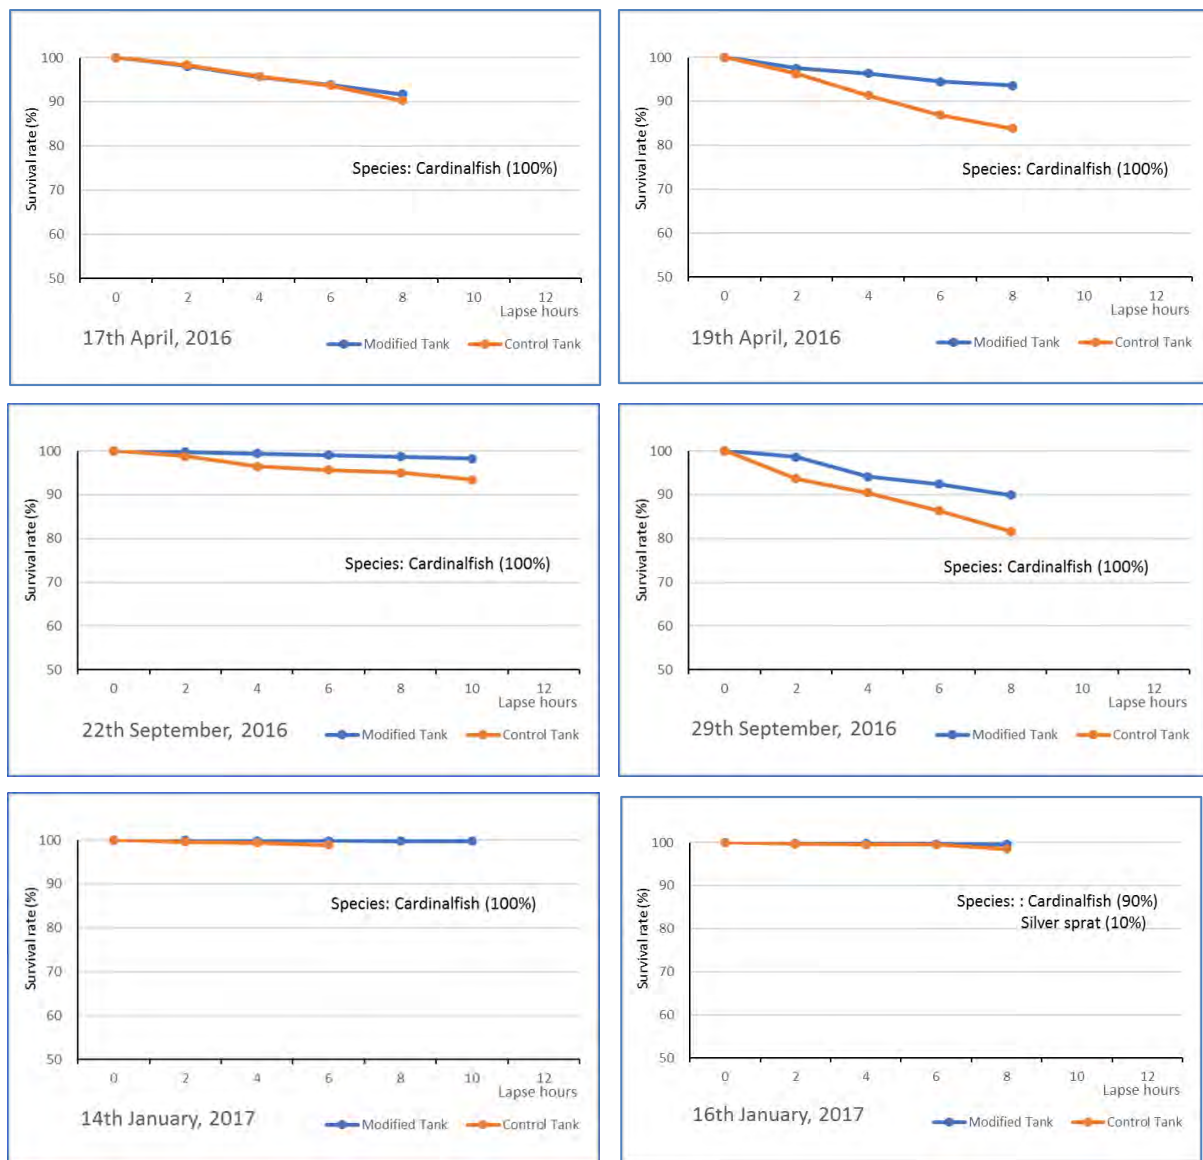 Survival rate (%)
100
90
80
70
60
50
0 2 4 6 8 10 12
Lapse hours
Species: Cardinalfish (100%)
17th April, 2016
Modified Tank Control Tank
Survival rate (%)
100
90
80
70
60
50
0 2 4 6 8 10 12
Lapse hours
Species: Cardinalfish (100%)
19th April, 2016
Modified Tank Control Tank
Survival rate (%)
100
90
80
70
60
50
0 2 4 6 8 10 12
Lapse hours
Species: Cardinalfish (100%)
22th September, 2016
Modified Tank Control Tank
Survival rate (%)
100
90
80
70
60
50
0 2 4 6 8 10 12
Lapse hours
Species: Cardinalfish (100%)
29th September, 2016
Modified Tank Control Tank
Survival rate (%)
100
90
80
70
60
50
0 2 4 6 8 10 12
Lapse hours
Species: Cardinalfish (100%)
14th January, 2017
Modified Tank Control Tank
Survival rate (%)
100
90
80
70
60
50
0 2 4 6 8 10 12
Lapse hours
Species: : Cardinalfish (90%)
Silver sprat (10%)
16th January, 2017
Modified Tank Control Tank